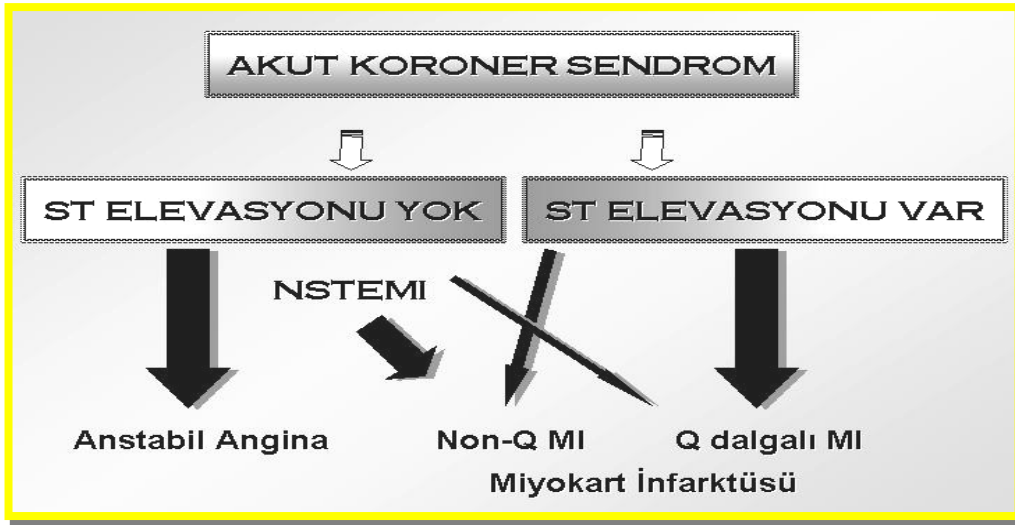 AKUT KORONER SENDROM
ST ELEVASYONU YOK
ST ELEVASYONU VAR
NSTEMI
Anstabil Angina
Non-Q MI
Q dalgalı MI
Miyokart İnfarktüsü